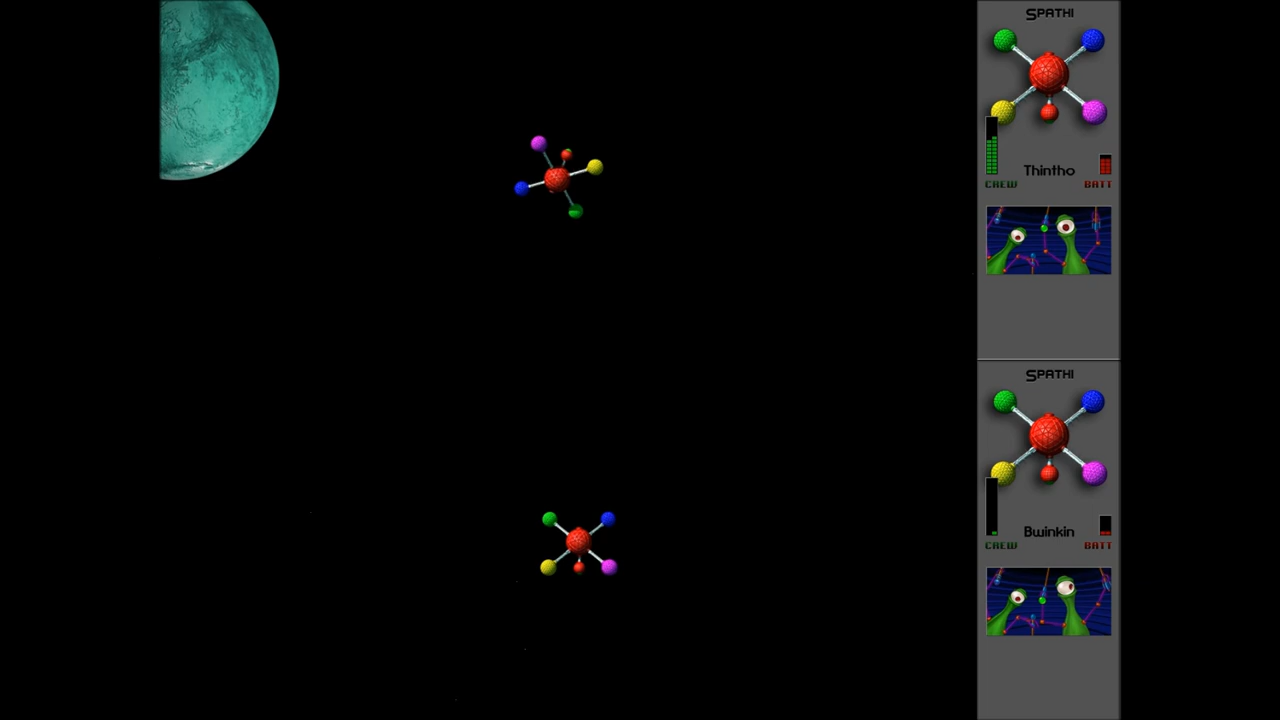 SPATHI
Thintho
CREW
BATT
SPATHI
Bwinkin
CREW
BATT